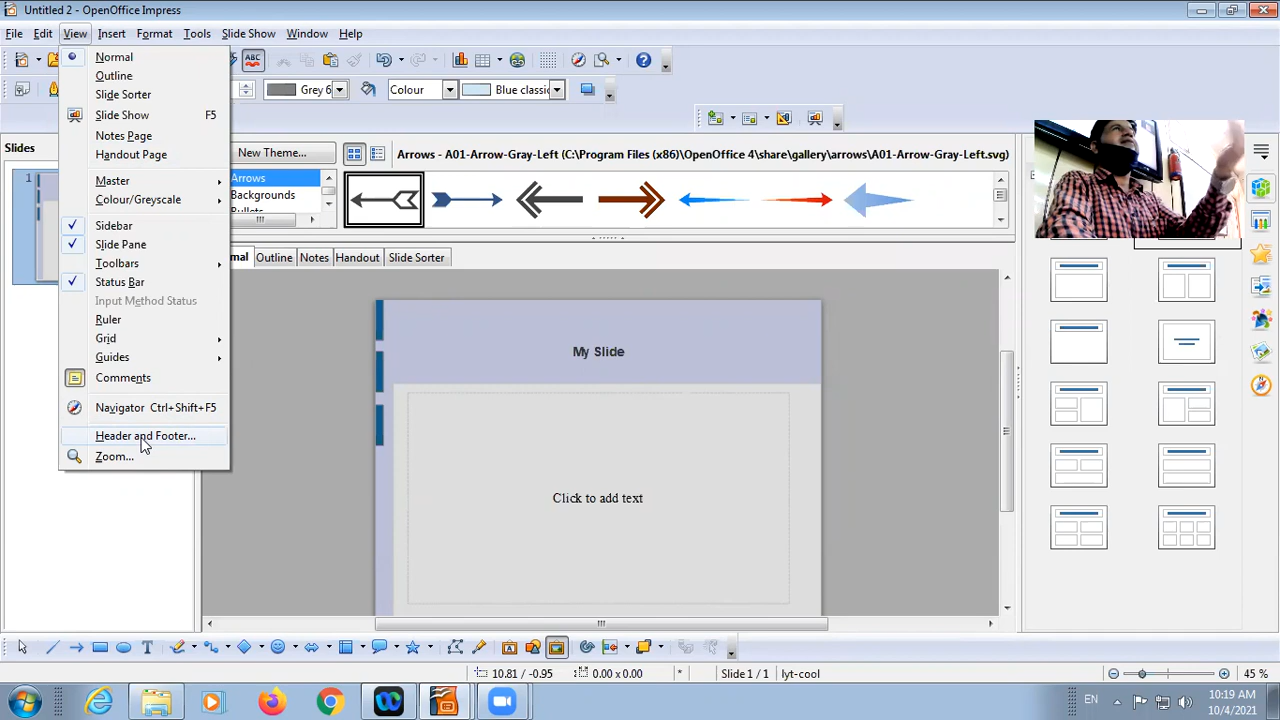 Untitled 2 - OpenOffice Impress
File Edit View Insert Format Tools Slide Show Window Help
Normal
Outline
Slide Sorter
Slide Show F5
Notes Page
Handout Page
Master
Colour/Greyscale
Sidebar
Slide Pane
Toolbars
Status Bar
Input Method Status
Ruler
Grid
Guides
Comments
Navigator Ctrl+Shift+F5
Header and Footer...
Zoom...
ABC
Grey 6
Colour
Blue classic
Slides
1
New Theme...
Arrows - A01-Arrow-Gray-Left (C:\Program Files (x86)\OpenOffice 4\share\gallery\arrows\A01-Arrow-Gray-Left.svg)
Arrows
Backgrounds
Outline Notes Handout Slide Sorter
My Slide
Click to add text
10.81 / -0.95
0.00 x 0.00
*
Slide 1 / 1
lyt-cool
45 %
EN
10:19 AM
10/4/2021